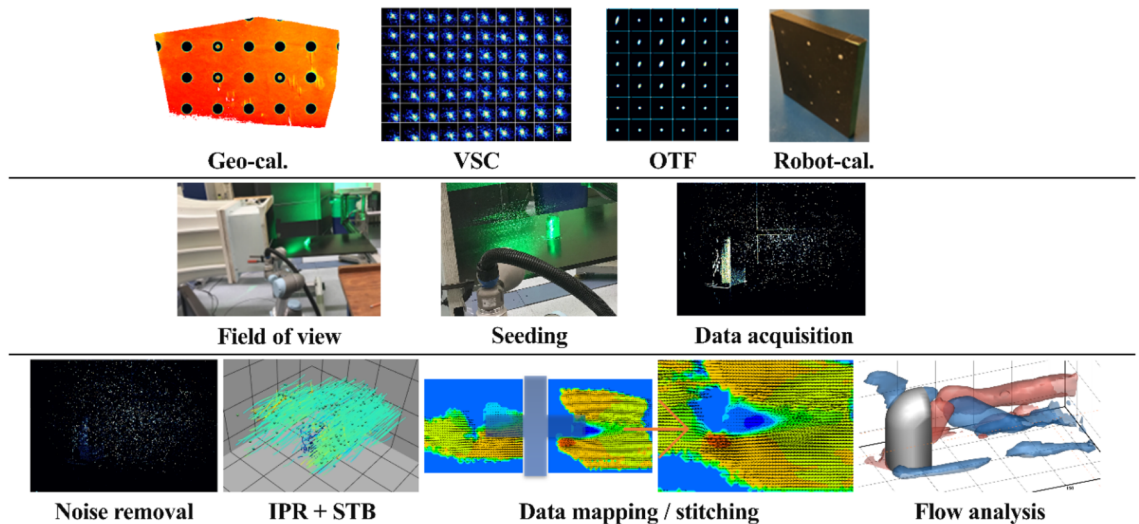 Geo-cal. VSC OTF Robot-cal.
Field of view Seeding Data acquisition
Noise removal IPR + STB Data mapping / stitching Flow analysis